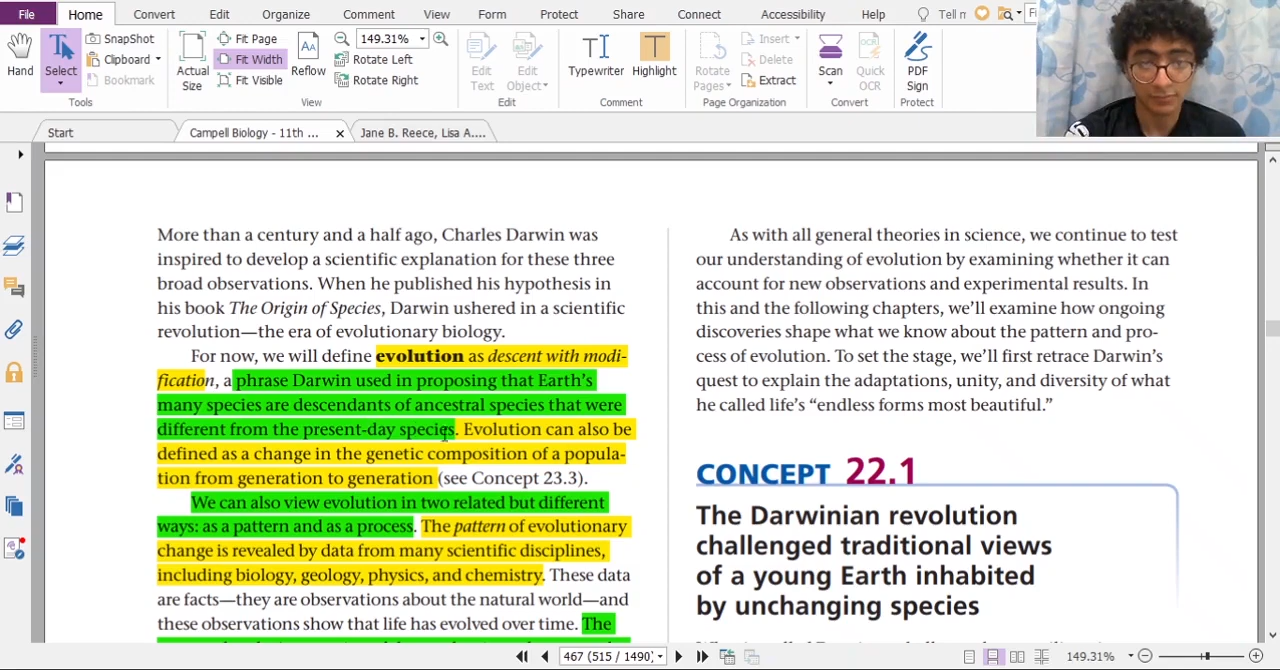 File Home Convert Edit Organize Comment View Form Protect Share Connect Accessibility Help Tell
Hand
Select
SnapShot
Clipboard
Bookmark
Tools
Actual Size
Fit Page
Fit Width
Fit Visible
Reflow
149.31%
Rotate Left
Rotate Right
View
Edit Text
Edit Object
Edit
Typewriter
Highlight
Comment
Rotate Pages
Insert
Delete
Extract
Page Organization
Scan
Quick OCR
Convert
PDF Sign
Protect
Start
Campell Biology - 11th ...
Jane B. Reece, Lisa A....
More than a century and a half ago, Charles Darwin was
inspired to develop a scientific explanation for these three
broad observations. When he published his hypothesis in
his book The Origin of Species, Darwin ushered in a scientific
revolution—the era of evolutionary biology.
For now, we will define evolution as descent with modi-
fication, a phrase Darwin used in proposing that Earth's
many species are descendants of ancestral species that were
different from the present-day species. Evolution can also be
defined as a change in the genetic composition of a popula-
tion from generation to generation (see Concept 23.3).
We can also view evolution in two related but different
ways: as a pattern and as a process. The pattern of evolutionary
change is revealed by data from many scientific disciplines,
including biology, geology, physics, and chemistry. These data
are facts—they are observations about the natural world—and
these observations show that life has evolved over time. The
As with all general theories in science, we continue to test
our understanding of evolution by examining whether it can
account for new observations and experimental results. In
this and the following chapters, we'll examine how ongoing
discoveries shape what we know about the pattern and pro-
cess of evolution. To set the stage, we'll first retrace Darwin's
quest to explain the adaptations, unity, and diversity of what
he called life's "endless forms most beautiful."
CONCEPT 22.1
The Darwinian revolution
challenged traditional views
of a young Earth inhabited
by unchanging species
467 (515 / 1490)
149.31%